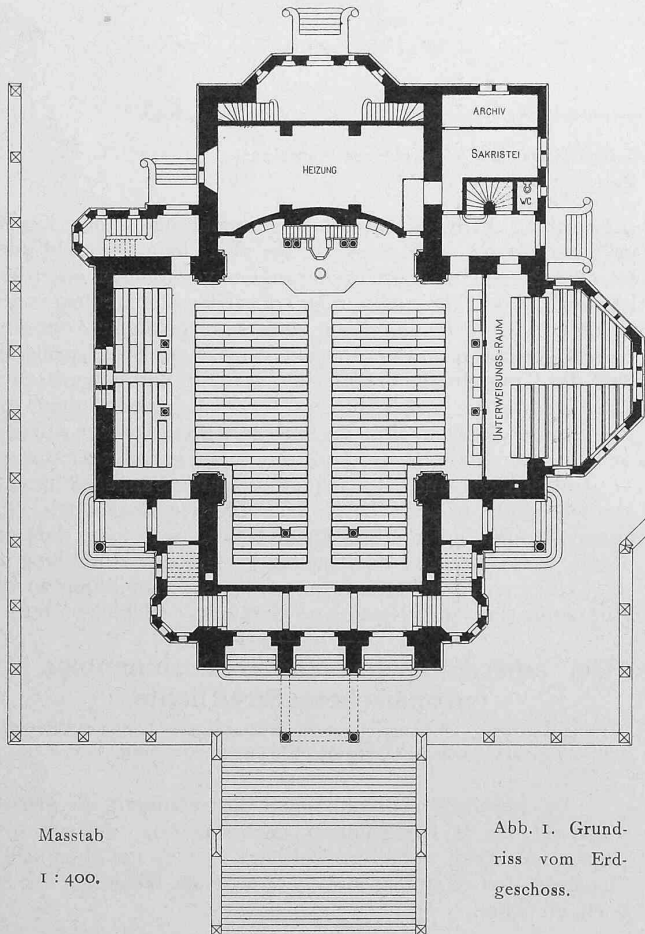 ARCHIV
SAKRISTEI
HEIZUNG
WC
UNTERWEISUNGS-RAUM
Masstab
1 : 400.
Abb. 1. Grund-
riss vom Erd-
geschoss.